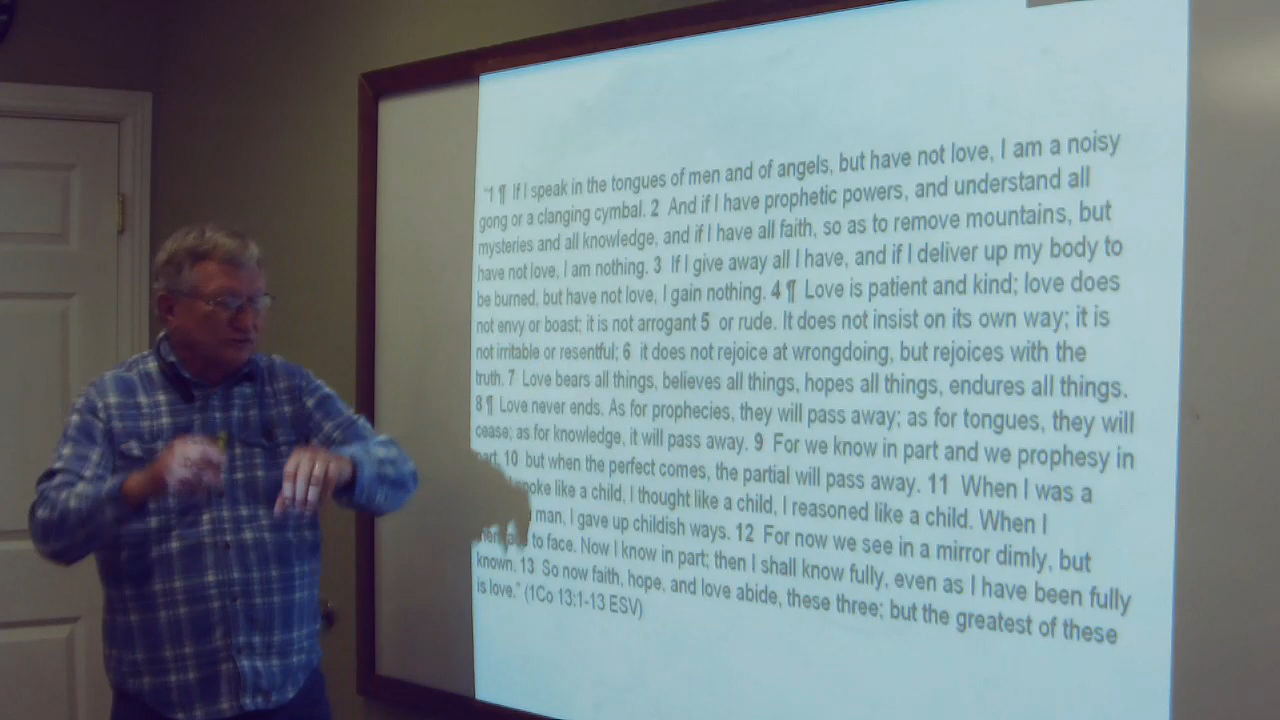 "1 ¶ If I speak in the tongues of men and of angels, but have not love, I am a noisy
gong or a clanging cymbal. 2 And if I have prophetic powers, and understand all
mysteries and all knowledge, and if I have all faith, so as to remove mountains, but
have not love, I am nothing. 3 If I give away all I have, and if I deliver up my body to
be burned, but have not love, I gain nothing. 4 ¶ Love is patient and kind; love does
not envy or boast; it is not arrogant 5 or rude. It does not insist on its own way; it is
not irritable or resentful; 6 it does not rejoice at wrongdoing, but rejoices with the
truth. 7 Love bears all things, believes all things, hopes all things, endures all things.
8 ¶ Love never ends. As for prophecies, they will pass away; as for tongues, they will
cease; as for knowledge, it will pass away. 9 For we know in part and we prophesy in
part, 10 but when the perfect comes, the partial will pass away. 11 When I was a
like a child, I thought like a child, I reasoned like a child. When I
man, I gave up childish ways. 12 For now we see in a mirror dimly, but
to face. Now I know in part; then I shall know fully, even as I have been fully
known. 13 So now faith, hope, and love abide, these three; but the greatest of these
is love." (1Co 13:1-13 ESV)